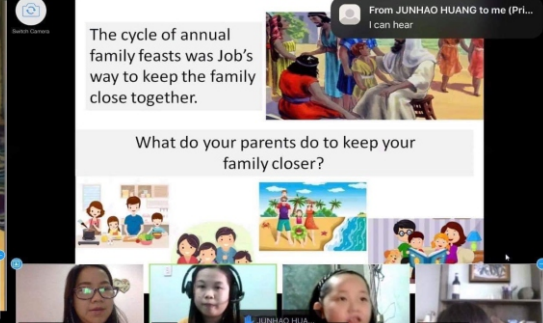 Switch Camera
From JUNHAO HUANG to me (Pri...
I can hear
The cycle of annual
family feasts was Job's
way to keep the family
close together.
What do your parents do to keep your
family closer?
JUNHAO HUA